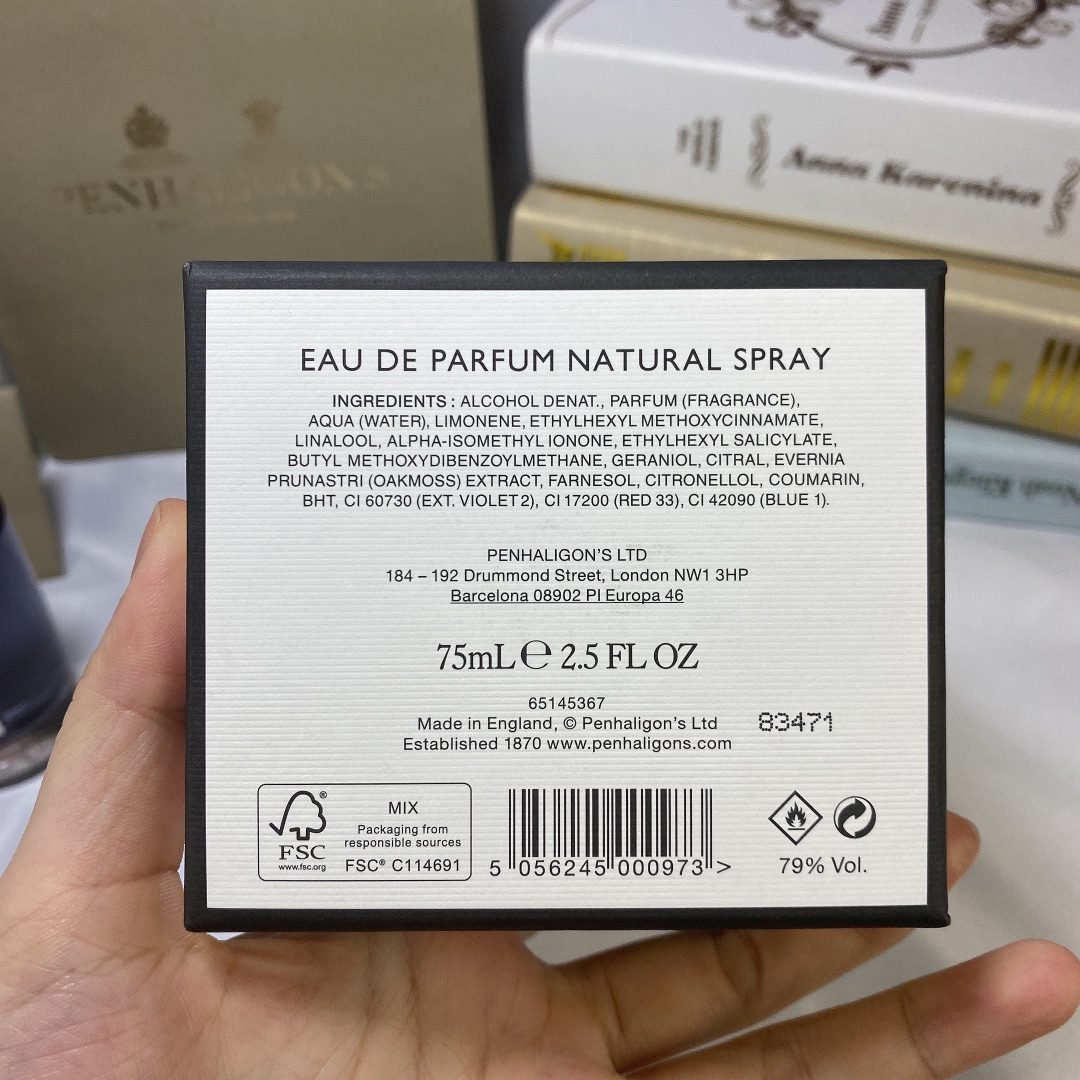 PENHALIGON'S
Anna Karenina
EAU DE PARFUM NATURAL SPRAY
INGREDIENTS : ALCOHOL DENAT., PARFUM (FRAGRANCE),
AQUA (WATER), LIMONENE, ETHYLHEXYL METHOXYCINNAMATE,
LINALOOL, ALPHA-ISOMETHYL IONONE, ETHYLHEXYL SALICYLATE,
BUTYL METHOXYDIBENZOYLMETHANE, GERANIOL, CITRAL, EVERNIA
PRUNASTRI (OAKMOSS) EXTRACT, FARNESOL, CITRONELLOL, COUMARIN,
BHT, CI 60730 (EXT. VIOLET 2), CI 17200 (RED 33), CI 42090 (BLUE 1).
PENHALIGON'S LTD
184 – 192 Drummond Street, London NW1 3HP
Barcelona 08902 Pl Europa 46
75mL ℮ 2.5 FL OZ
65145367
Made in England, © Penhaligon's Ltd
83471
Established 1870 www.penhaligons.com
FSC®
www.fsc.org
MIX
Packaging from
responsible sources
FSC® C114691
5 056245 000973 >
79% Vol.